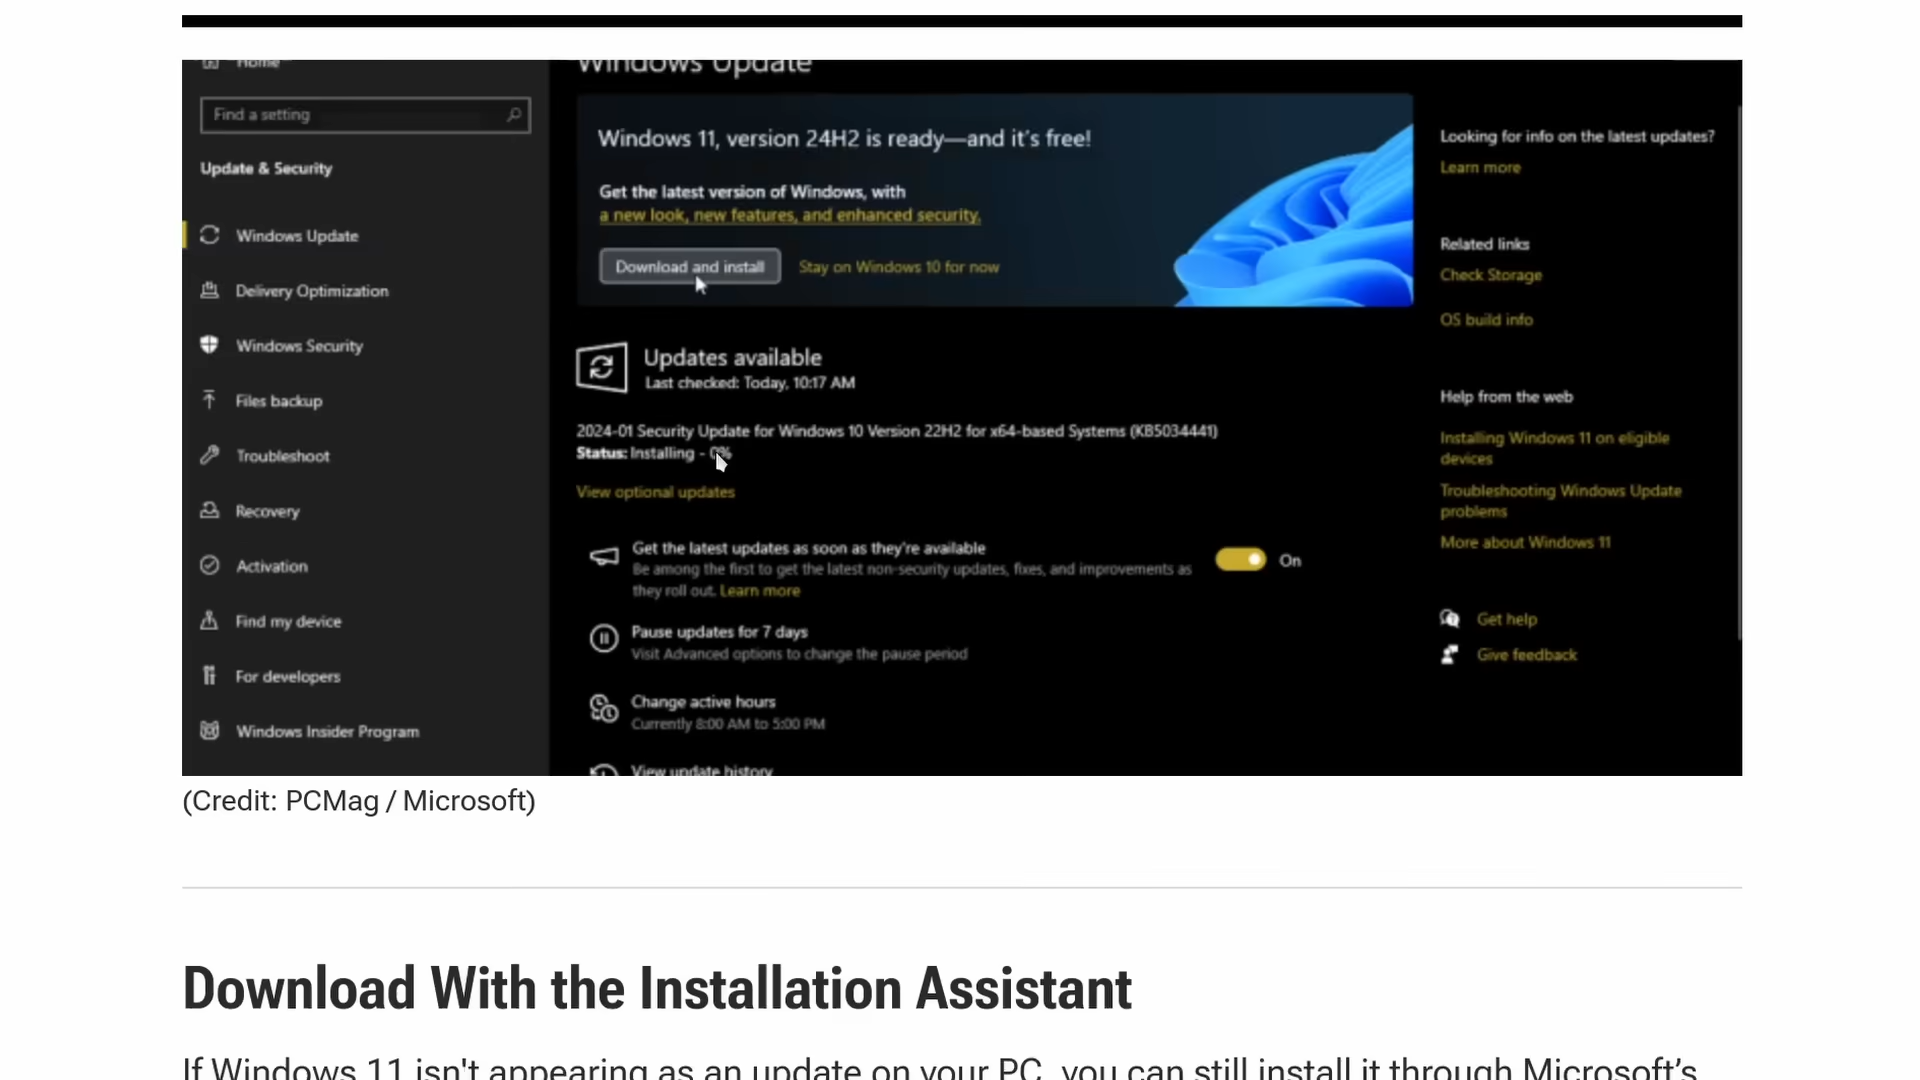 Home
Windows Update
Find a setting
Windows 11, version 24H2 is ready—and it's free!
Looking for info on the latest updates?
Learn more
Update & Security
Get the latest version of Windows, with
a new look, new features, and enhanced security.
Windows Update
Related links
Download and install
Stay on Windows 10 for now
Check Storage
Delivery Optimization
OS build info
Windows Security
Updates available
Last checked: Today, 10:17 AM
Files backup
Help from the web
2024-01 Security Update for Windows 10 Version 22H2 for x64-based Systems (KB5034441)
Status: Installing - 0%
Installing Windows 11 on eligible
devices
Troubleshoot
View optional updates
Troubleshooting Windows Update
problems
Recovery
More about Windows 11
Get the latest updates as soon as they're available
Be among the first to get the latest non-security updates, fixes, and improvements as
they roll out. Learn more
On
Activation
Find my device
Pause updates for 7 days
Visit Advanced options to change the pause period
Get help
Give feedback
For developers
Change active hours
Currently 8:00 AM to 5:00 PM
Windows Insider Program
View update history
(Credit: PCMag / Microsoft)
Download With the Installation Assistant
If Windows 11 isn't appearing as an update on your PC, you can still install it through Microsoft's